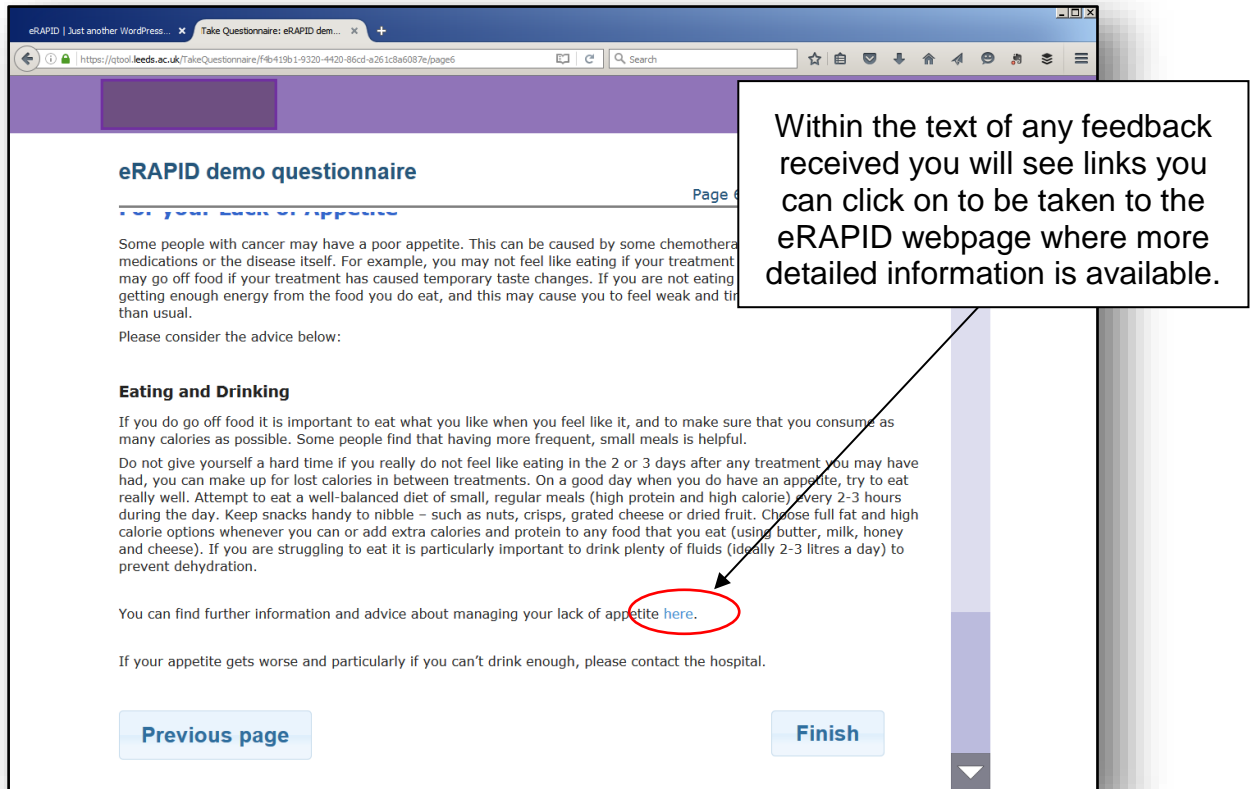 eRAPID | Just another WordPress...
Take Questionnaire: eRAPID dem...
https://qtool.leeds.ac.uk/TakeQuestionnaire/f4b419b1-9320-4420-86cd-a261c8a6087e/page6
Search
Within the text of any feedback
received you will see links you
can click on to be taken to the
eRAPID webpage where more
detailed information is available.
eRAPID demo questionnaire
Page 6
For your Lack of Appetite
Some people with cancer may have a poor appetite. This can be caused by some
medications or the disease itself. For example, you may not feel like eating if your treatment
may go off food if your treatment has caused temporary taste changes. If you are not eating
getting enough energy from the food you do eat, and this may cause you to feel weak and
than usual.
Please consider the advice below:
Eating and Drinking
If you do go off food it is important to eat what you like when you feel like it, and to make sure that you consume as
many calories as possible. Some people find that having more frequent, small meals is helpful.
Do not give yourself a hard time if you really do not feel like eating in the 2 or 3 days after any treatment you may have
had, you can make up for lost calories in between treatments. On a good day when you do have an appetite, try to eat
really well. Attempt to eat a well-balanced diet of small, regular meals (high protein and high calorie) every 2-3 hours
during the day. Keep snacks handy to nibble – such as nuts, crisps, grated cheese or dried fruit. Choose full fat and high
calorie options whenever you can or add extra calories and protein to any food that you eat (using butter, milk, honey
and cheese). If you are struggling to eat it is particularly important to drink plenty of fluids (ideally 2-3 litres a day) to
prevent dehydration.
You can find further information and advice about managing your lack of appetite here.
If your appetite gets worse and particularly if you can't drink enough, please contact the hospital.
Previous page
Finish